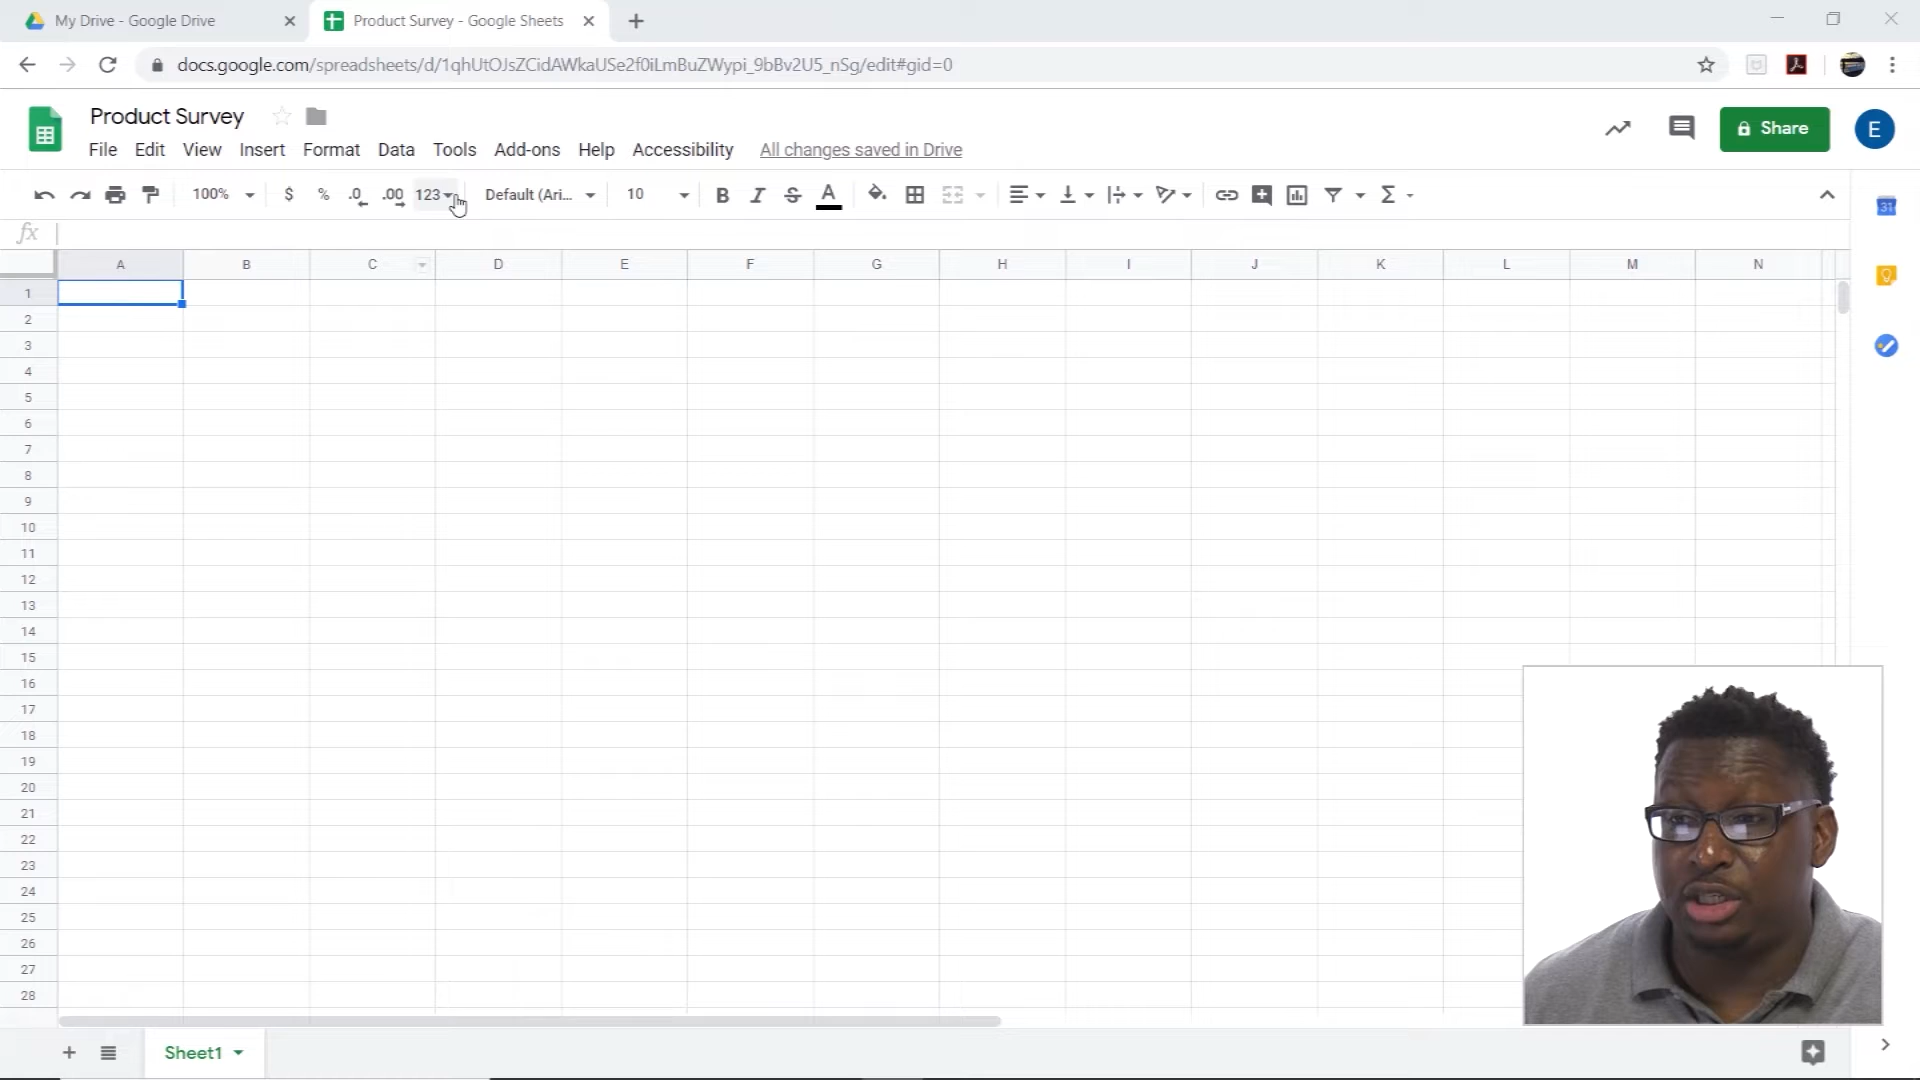 My Drive - Google Drive
Product Survey - Google Sheets
docs.google.com/spreadsheets/d/1qhUtOJsZCidAWkaUSe2f0iLmBuZWypi_9bBv2U5_nSg/edit#gid=0
Product Survey
Share
E
File Edit View Insert Format Data Tools Add-ons Help Accessibility All changes saved in Drive
100% $ % .0 .00 123 Default (Ari... 10 B I S A Σ
31
fx
A B C D E F G H I J K L M N
1
2
3
4
5
6
7
8
9
10
11
12
13
14
15
16
17
18
19
20
21
22
23
24
25
26
27
28
Sheet1